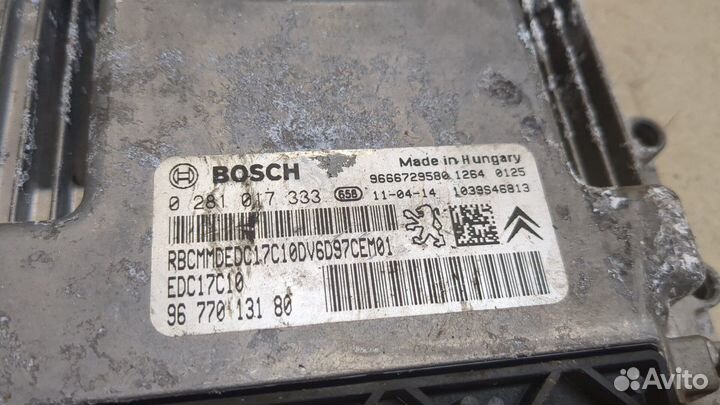 BOSCH
Made in Hungary
9666729580 1264 0125
0 281 017 333 658 11-04-14 1039S46813
RBCMMDEDC17C10DV6D97CEM01
EDC17C10
96 770 131 80
Avito